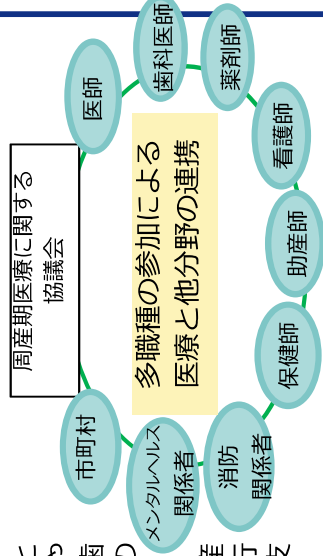 周産期医療に関する
協議会
多職種の参加による
医療と他分野の連携
医師
歯科医師
薬剤師
看護師
助産師
保健師
消防
関係者
メンタルヘルス
関係者
市町村